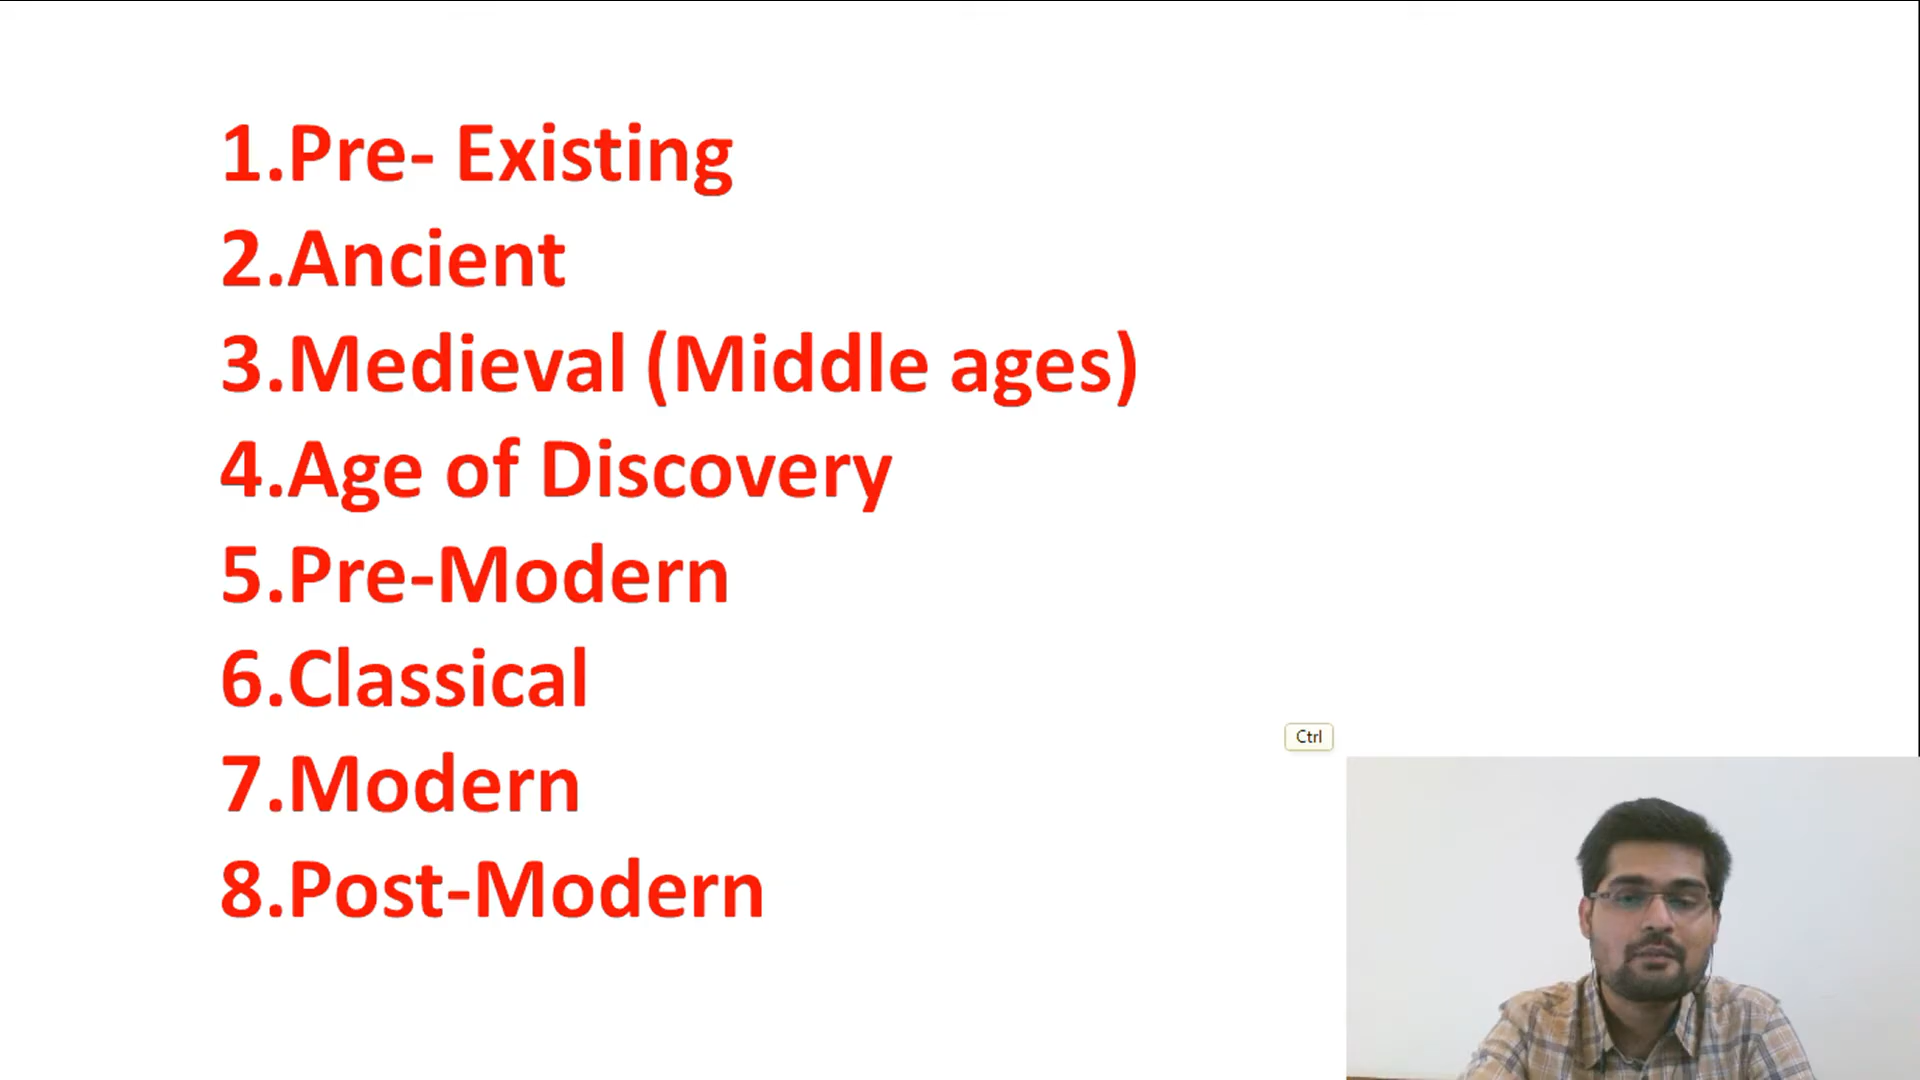 1.Pre- Existing
2.Ancient
3.Medieval (Middle ages)
4.Age of Discovery
5.Pre-Modern
6.Classical
7.Modern
8.Post-Modern
Ctrl